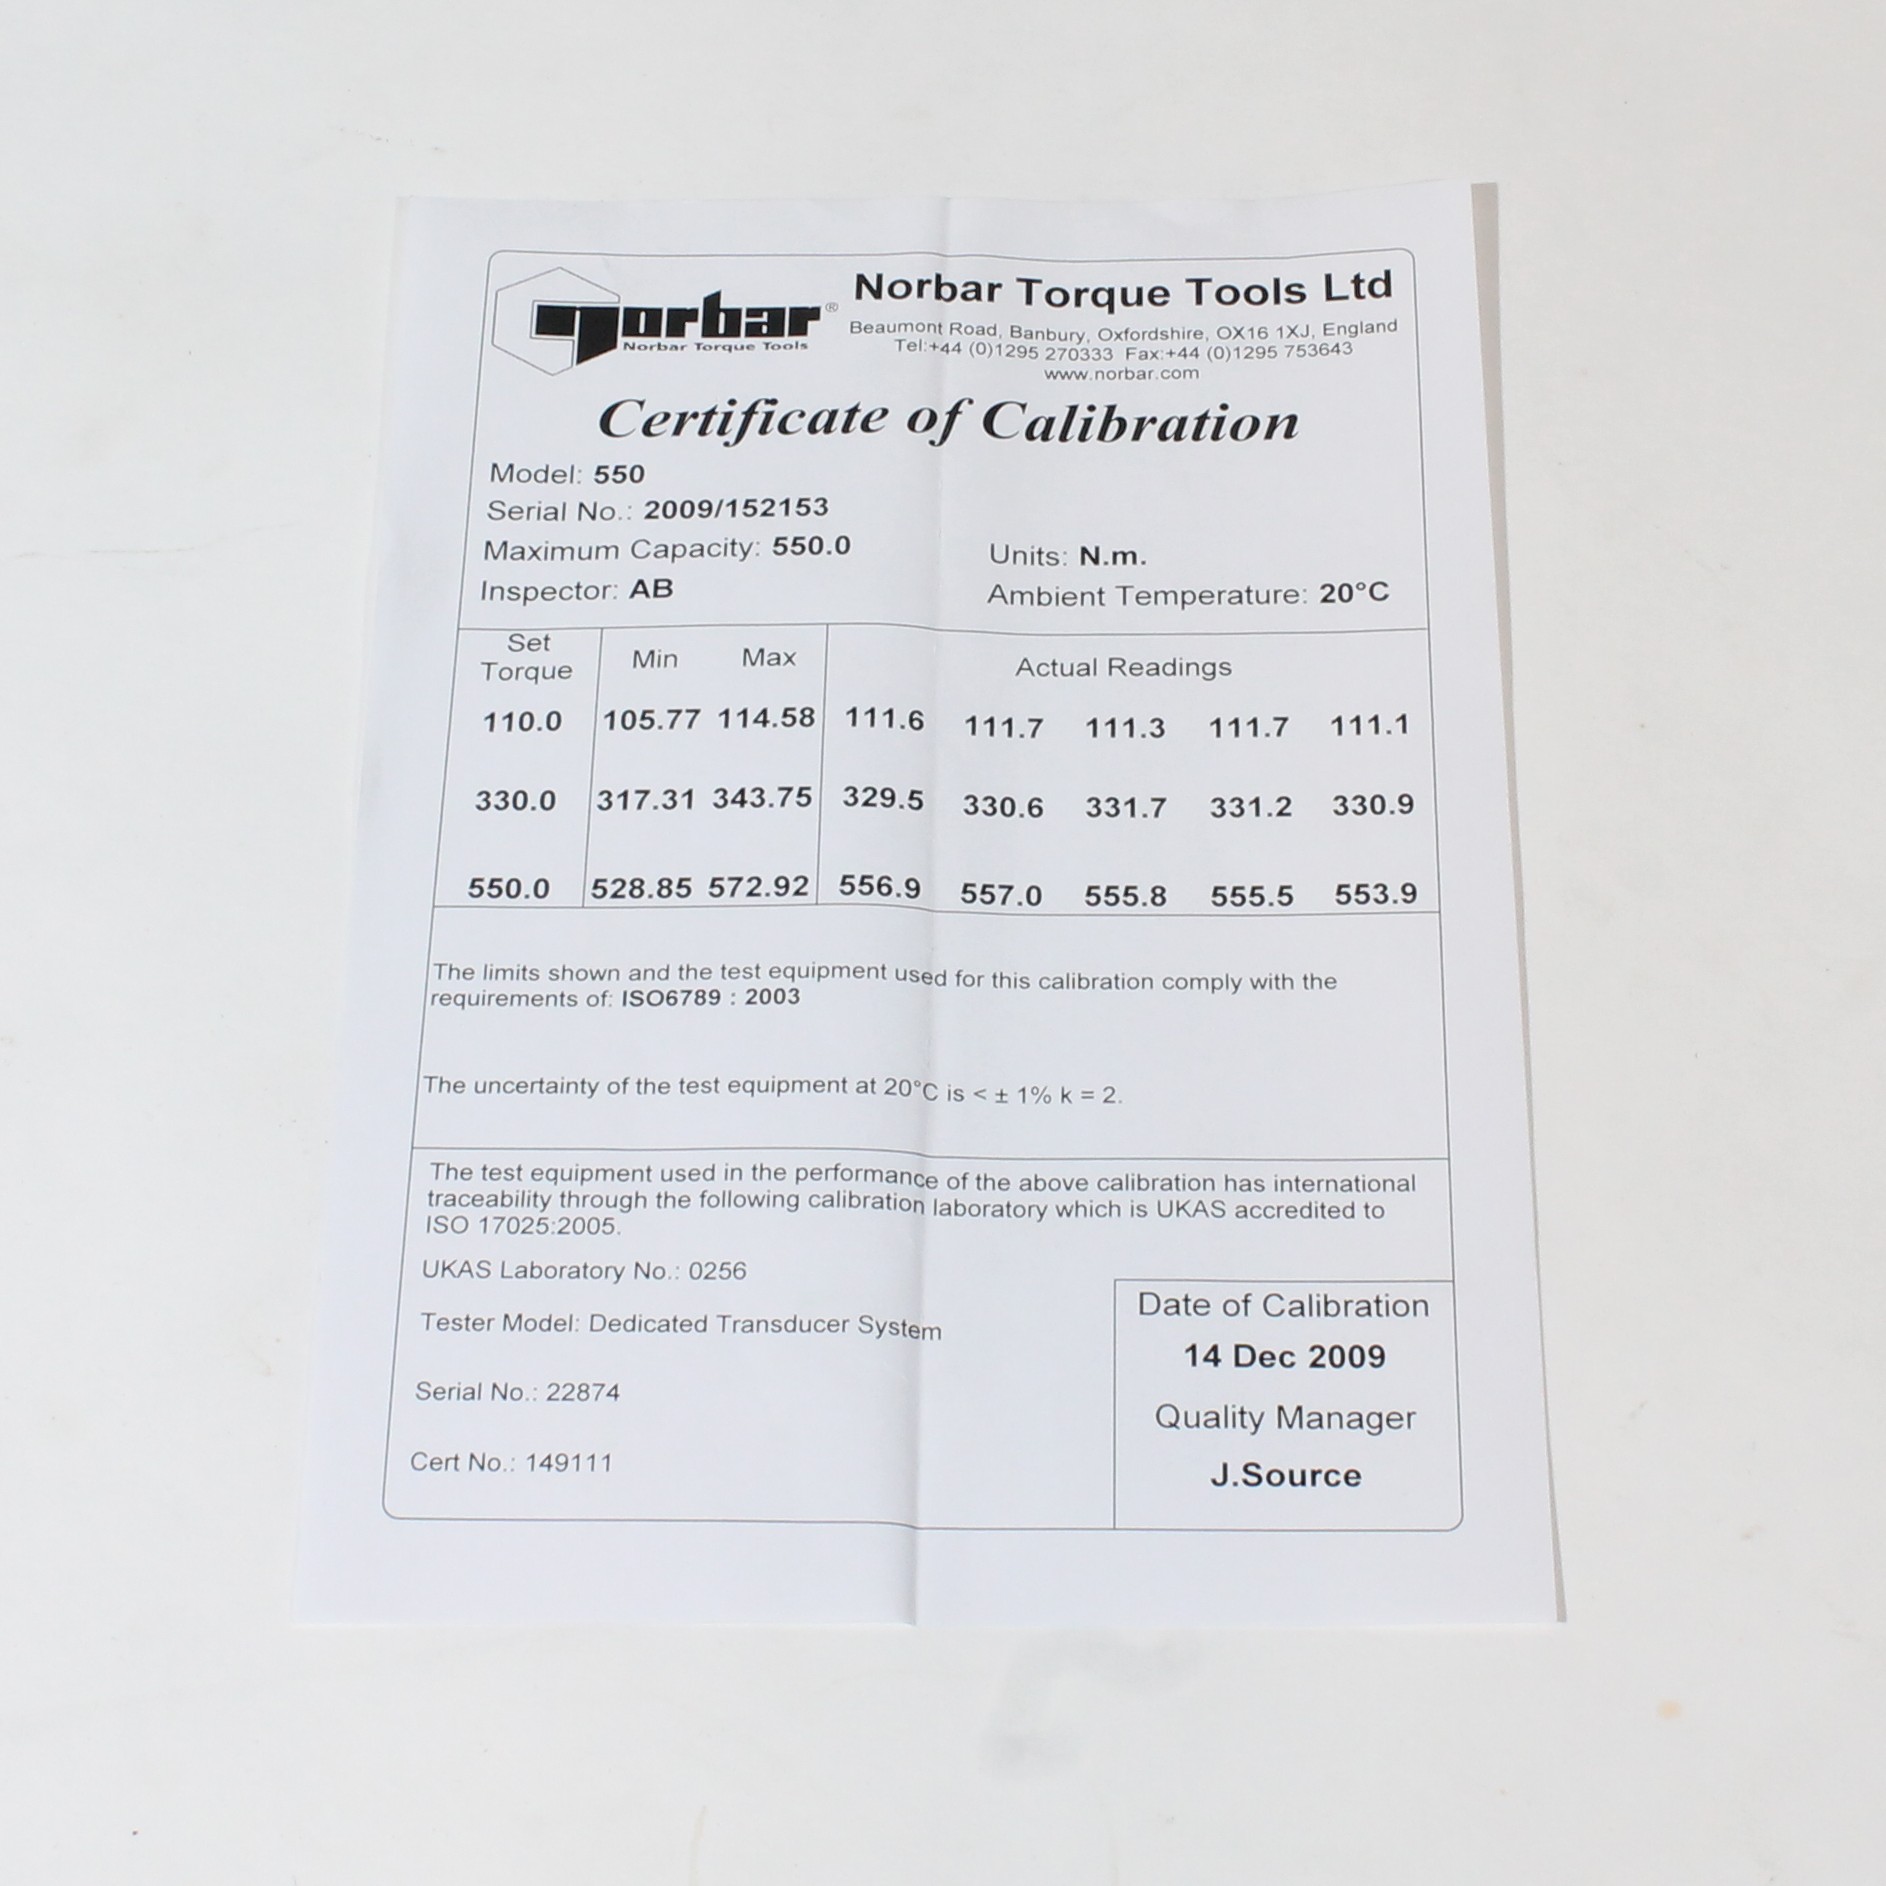 norbar®
Norbar Torque Tools
Norbar Torque Tools Ltd
Beaumont Road, Banbury, Oxfordshire, OX16 1XJ, England
Tel:+44 (0)1295 270333 Fax:+44 (0)1295 753643
www.norbar.com
Certificate of Calibration
Model: 550
Serial No.: 2009/152153
Maximum Capacity: 550.0 Units: N.m.
Inspector: AB Ambient Temperature: 20°C
Set
Torque Min Max Actual Readings
110.0 105.77 114.58 111.6 111.7 111.3 111.7 111.1
330.0 317.31 343.75 329.5 330.6 331.7 331.2 330.9
550.0 528.85 572.92 556.9 557.0 555.8 555.5 553.9
The limits shown and the test equipment used for this calibration comply with the
requirements of: ISO6789 : 2003
The uncertainty of the test equipment at 20°C is < ± 1% k = 2.
The test equipment used in the performance of the above calibration has international
traceability through the following calibration laboratory which is UKAS accredited to
ISO 17025:2005.
UKAS Laboratory No.: 0256
Tester Model: Dedicated Transducer System
Serial No.: 22874
Cert No.: 149111
Date of Calibration
14 Dec 2009
Quality Manager
J.Source